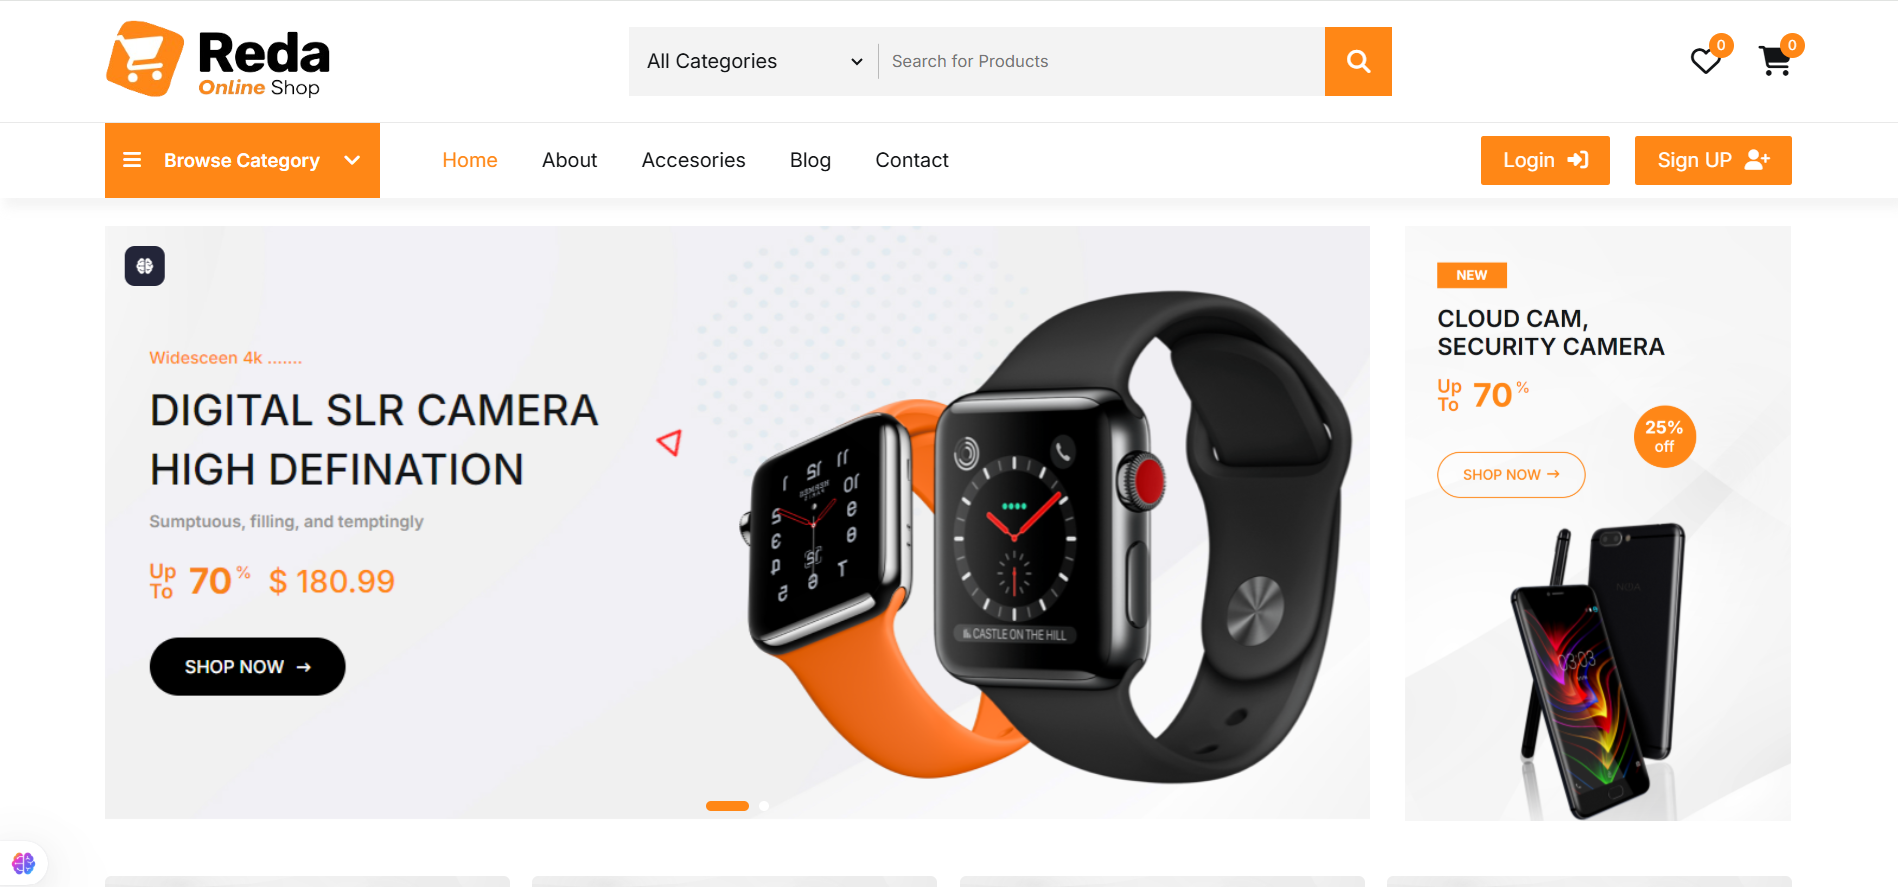 Reda
Online Shop
All Categories
Search for Products
0
0
Browse Category
Home
About
Accesories
Blog
Contact
Login
Sign UP
Widesceen 4k .......
DIGITAL SLR CAMERA
HIGH DEFINATION
Sumptuous, filling, and temptingly
Up
To 70 % $ 180.99
SHOP NOW →
CASTLE ON THE HILL
NEW
CLOUD CAM,
SECURITY CAMERA
Up
To 70 %
25%
off
SHOP NOW →
03:03